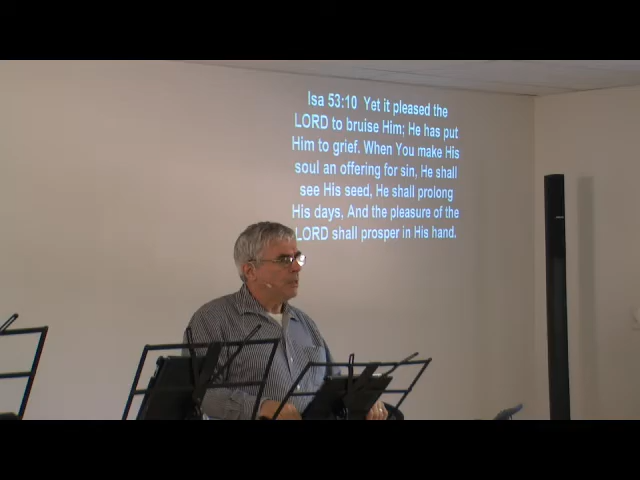 Isa 53:10 Yet it pleased the
LORD to bruise Him; He has put
Him to grief. When You make His
soul an offering for sin, He shall
see His seed, He shall prolong
His days, And the pleasure of the
LORD shall prosper in His hand.